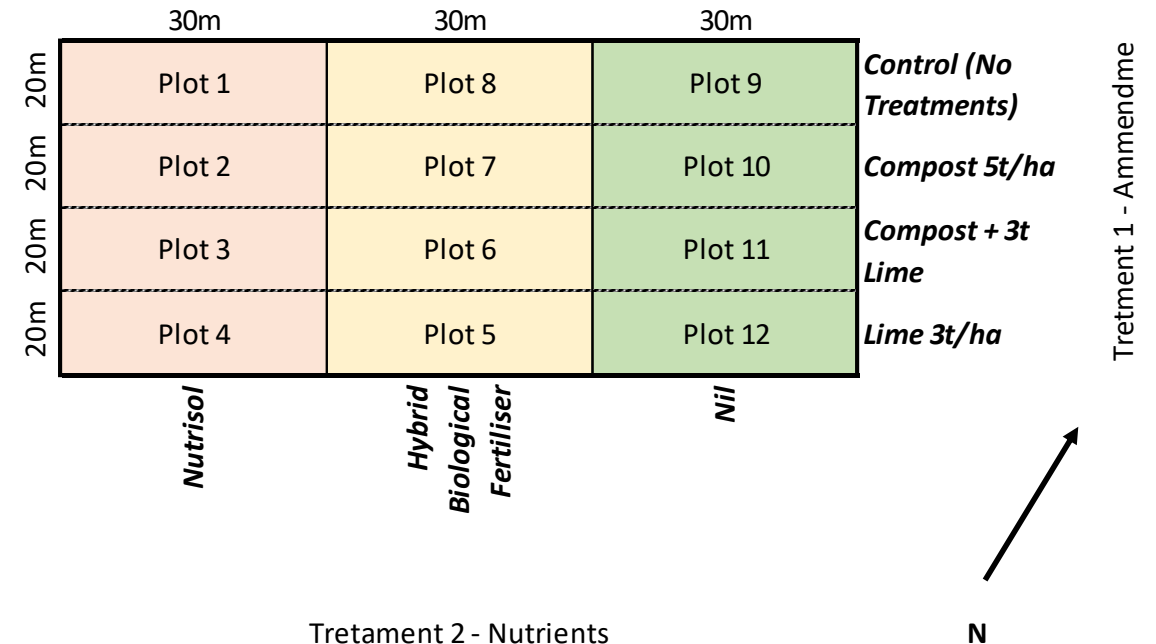 30m 30m 30m
20m Plot 1 Plot 8 Plot 9 Control (No
Treatments)
20m Plot 2 Plot 7 Plot 10 Compost 5t/ha
20m Plot 3 Plot 6 Plot 11 Compost + 3t
Lime
20m Plot 4 Plot 5 Plot 12 Lime 3t/ha
Nutrisol
Hybrid
Biological
Fertiliser
Nil
Tretment 1 - Ammendme
Tretament 2 - Nutrients
N